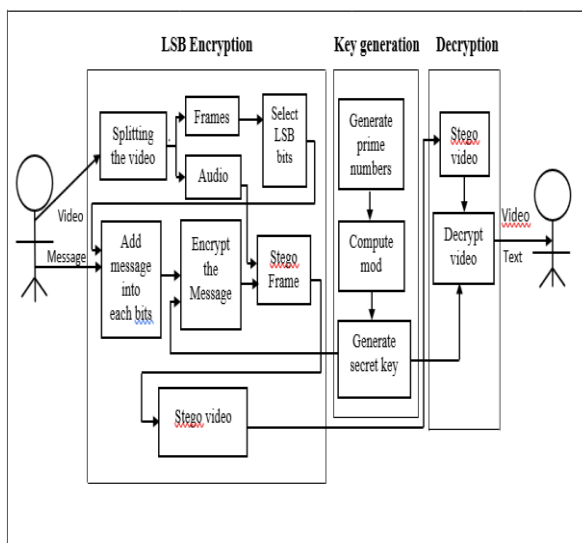 LSB Encryption
Key generation
Decryption
Splitting
the video
Frames
Audio
Select
LSB
bits
Generate
prime
numbers
Stego
video
Video
Message
Add
message
into
each bits
Encrypt
the
Message
Stego
Frame
Compute
mod
Decrypt
video
Video
Text
Generate
secret key
Stego video